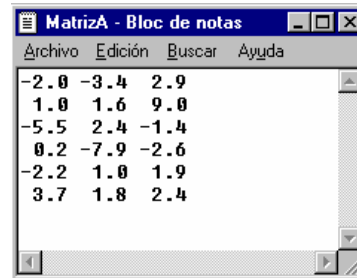 MatrizA - Bloc de notas
Archivo Edición Buscar Ayuda
-2.0 -3.4 2.9
1.0 1.6 9.0
-5.5 2.4 -1.4
0.2 -7.9 -2.6
-2.2 1.0 1.9
3.7 1.8 2.4